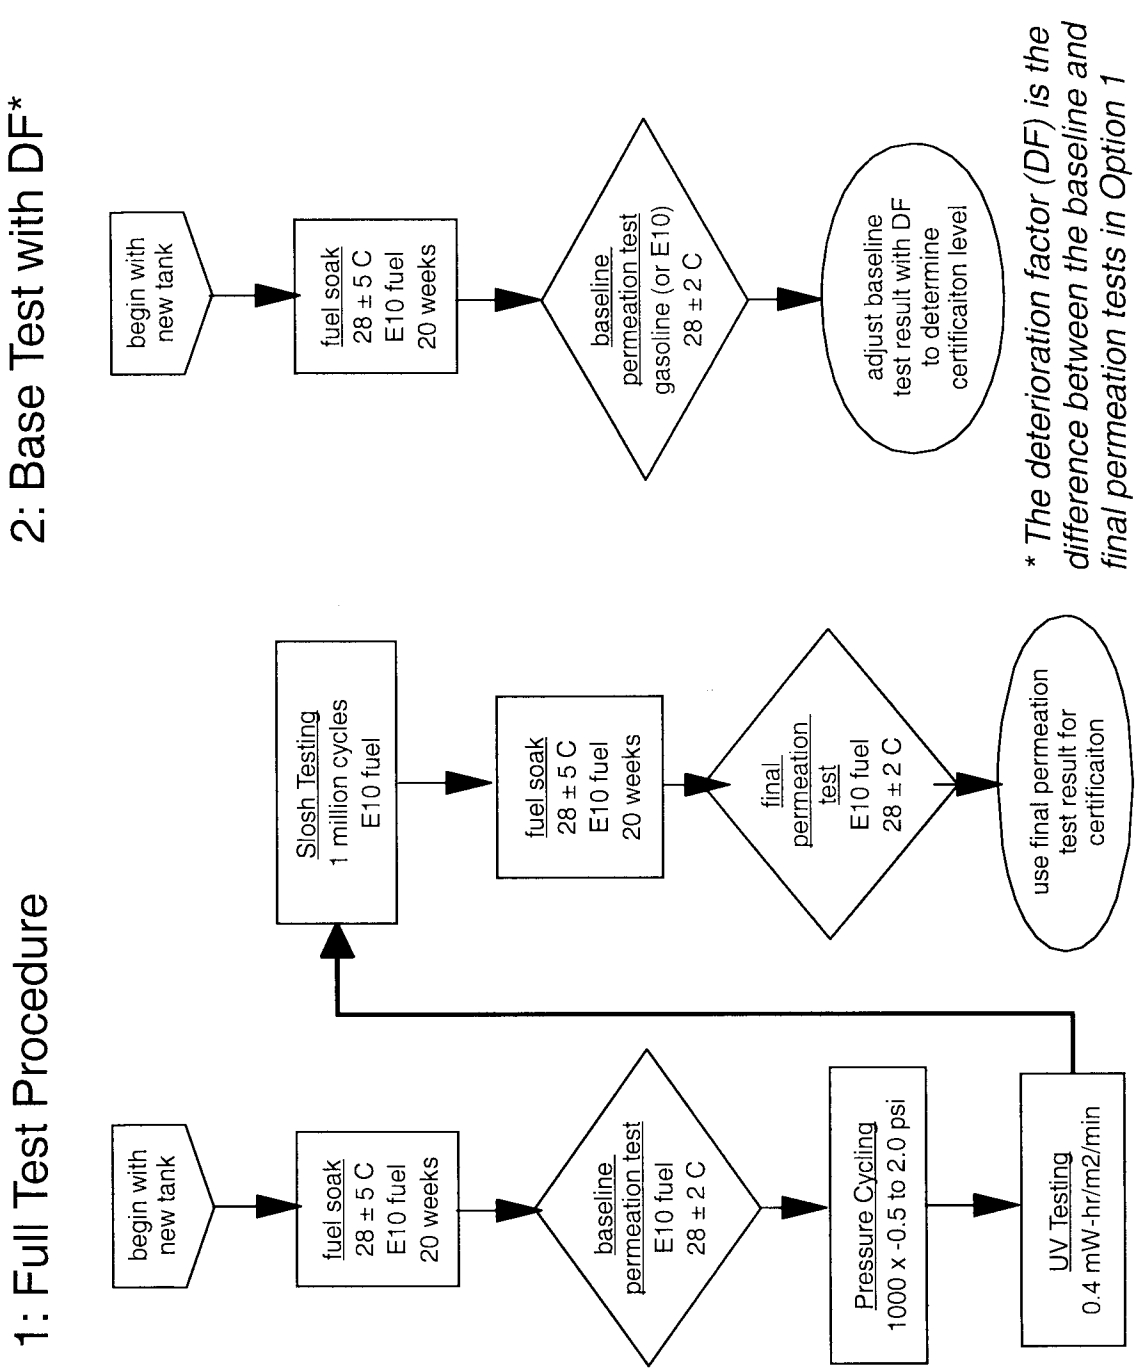 1: Full Test Procedure
begin with
new tank
fuel soak
28 ± 5 C
E10 fuel
20 weeks
baseline
permeation test
E10 fuel
28 ± 2 C
Pressure Cycling
1000 x -0.5 to 2.0 psi
UV Testing
0.4 mW-hr/m2/min
Slosh Testing
1 million cycles
E10 fuel
fuel soak
28 ± 5 C
E10 fuel
20 weeks
final
permeation
test
E10 fuel
28 ± 2 C
use final permeation
test result for
certificaiton
2: Base Test with DF*
begin with
new tank
fuel soak
28 ± 5 C
E10 fuel
20 weeks
baseline
permeation test
gasoline (or E10)
28 ± 2 C
adjust baseline
test result with DF
to determine
certificaiton level
* The deterioration factor (DF) is the
difference between the baseline and
final permeation tests in Option 1